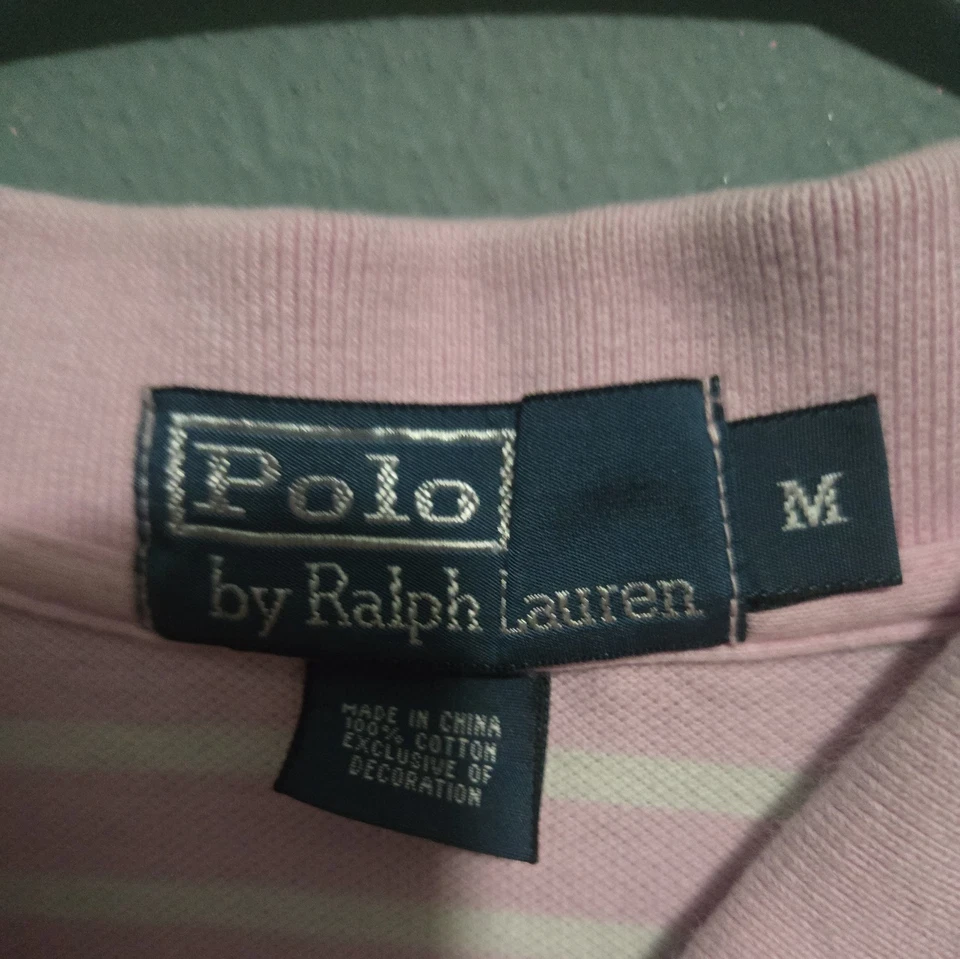 Polo
by Ralph Lauren
M
MADE IN CHINA
100% COTTON
EXCLUSIVE OF
DECORATION